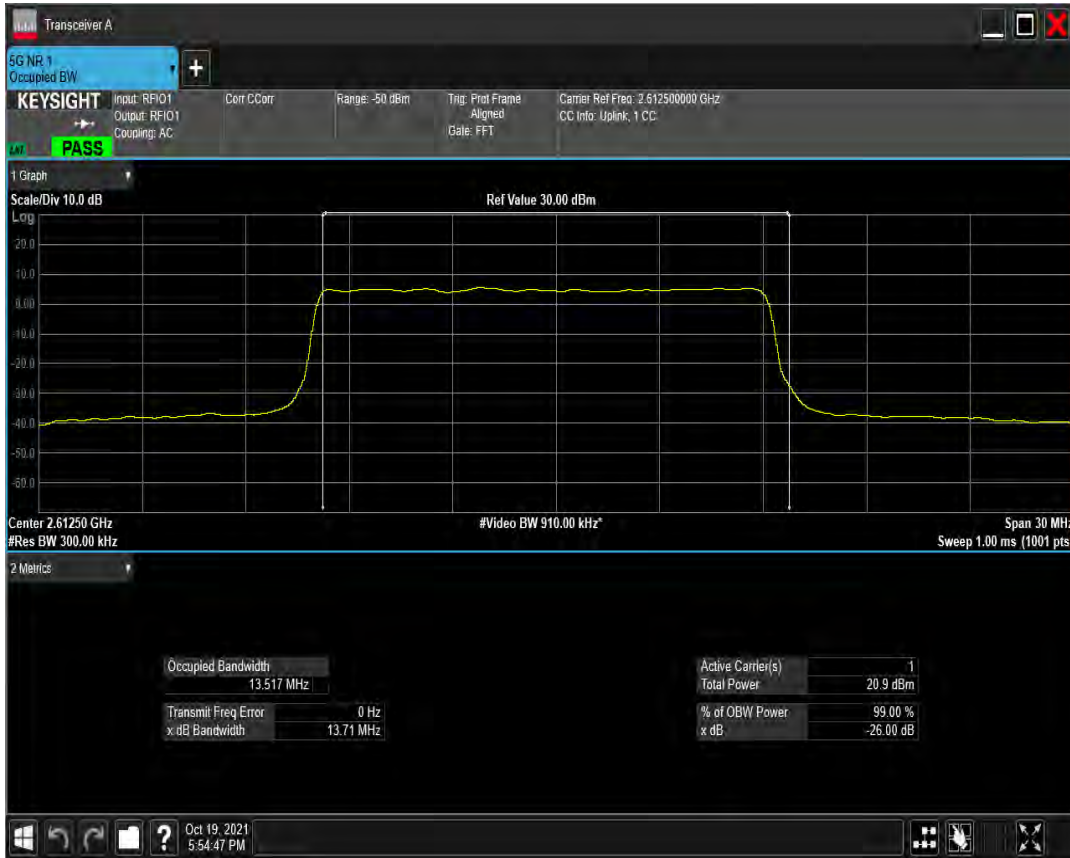 Transceiver A
5G NR 1
Occupied BW
+
KEYSIGHT
Input: RFIO1
Output: RFIO1
Coupling: AC
Corr CCorr
Range: -50 dBm
Trig: Prot Frame
Aligned
Gate: FFT
Carrier Ref Freq: 2.612500000 GHz
CC Info: Uplink, 1 CC
PASS
1 Graph
Scale/Div 10.0 dB
Ref Value 30.00 dBm
Log
20.0
10.0
0.00
-10.0
-20.0
-30.0
-40.0
-50.0
-60.0
Center 2.61250 GHz
#Video BW 910.00 kHz*
Span 30 MHz
#Res BW 300.00 kHz
Sweep 1.00 ms (1001 pts
2 Metrics
Occupied Bandwidth
13.517 MHz
Transmit Freq Error 0 Hz
x dB Bandwidth 13.71 MHz
Active Carrier(s) 1
Total Power 20.9 dBm
% of OBW Power 99.00 %
x dB -26.00 dB
?
Oct 19, 2021
5:54:47 PM